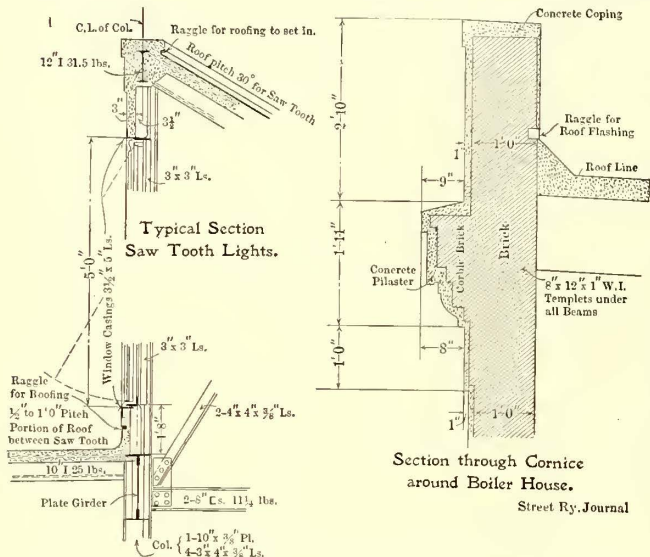 C.L. of Col.
Raggle for roofing to set in.
12" I 31.5 lbs.
Roof pitch 30° for Saw Tooth
3"
3½"
3" x 3" Ls.
Typical Section
Saw Tooth Lights.
5'-0"
Window Casings 3½" x 5" Ls.
3" x 3" Ls.
Raggle
for Roofing
½" to 1'0" Pitch
Portion of Roof
between Saw Tooth
1'-8"
2-4" x 4" x ⅜" Ls.
10" I 25 lbs.
Plate Girder
2-8" [s. 11¼ lbs.
Col. { 1-10" x ⅜" Pl.
4-3" x 4" x ⅜" Ls.
Concrete Coping
2'-10"
Raggle for
Roof Flashing
1"
1'-0"
Roof Line
9"
1'-11"
Corble Brick
Brick
Concrete
Pilaster
8" x 12" x 1" W.I.
Templets under
all Beams
8"
1'-0"
1"
1'-0"
Section through Cornice
around Boiler House.
Street Ry. Journal